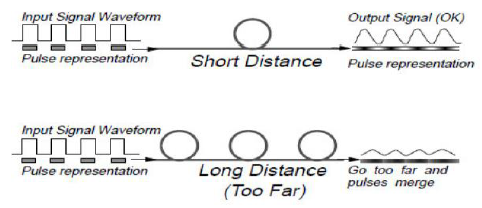 Input Signal Waveform
Output Signal (OK)
Pulse representation
Short Distance
Pulse representation
Input Signal Waveform
Pulse representation
Long Distance
(Too Far)
Go too far and
pulses merge